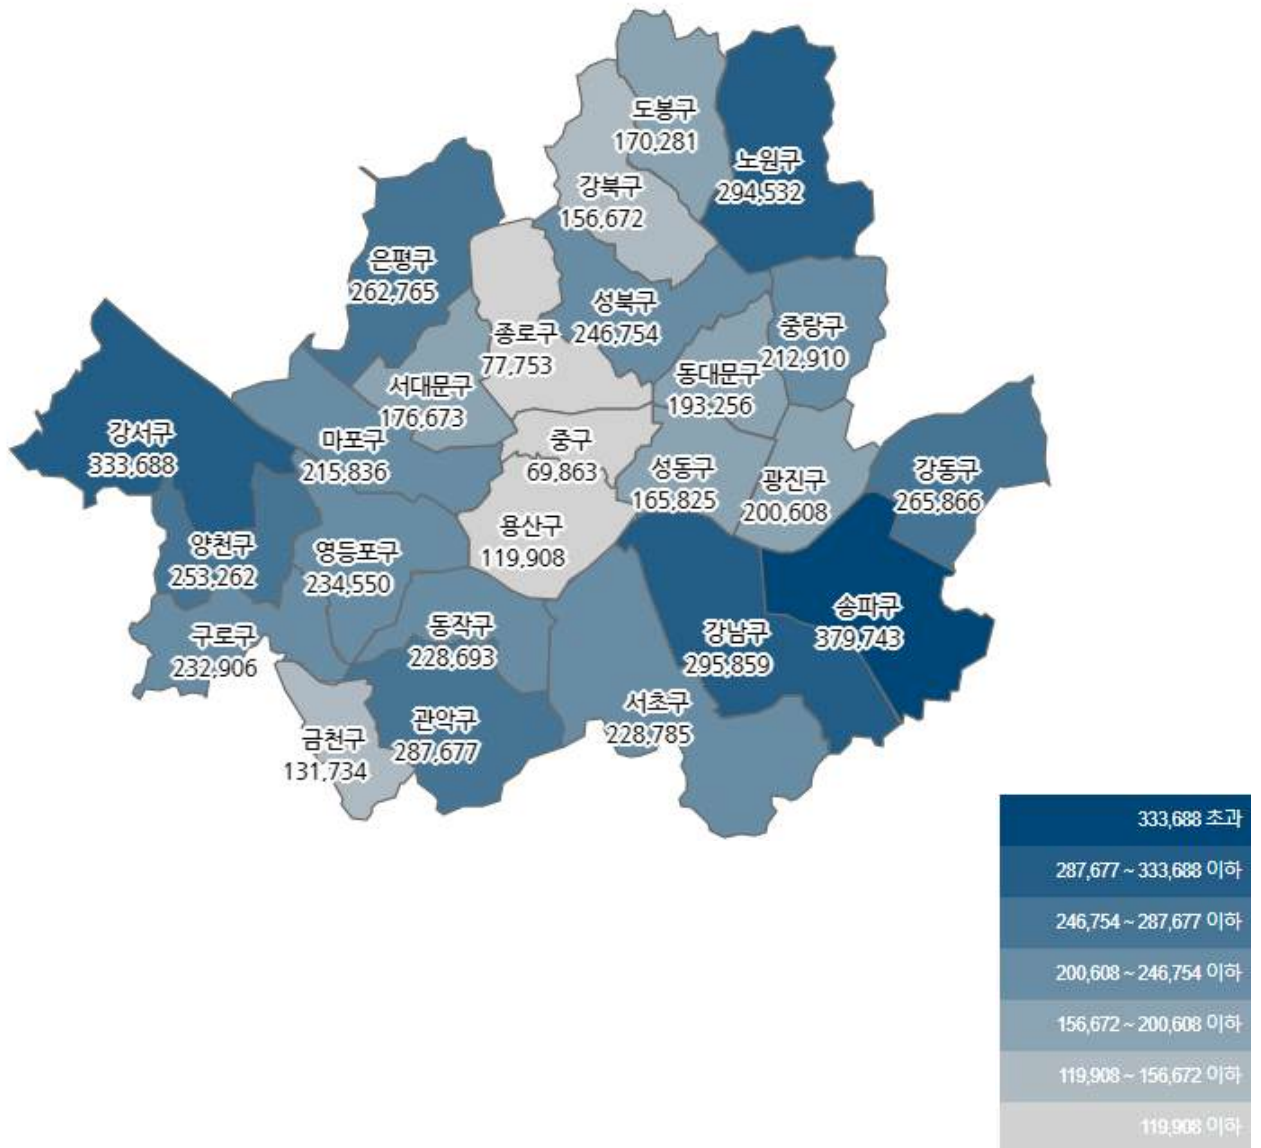 도봉구
170,281
노원구
294,532
강북구
156,672
은평구
262,765
성북구
246,754
중랑구
212,910
종로구
77,753
동대문구
193,256
서대문구
176,673
강서구
333,688
마포구
215,836
중구
69,863
성동구
165,825
광진구
200,608
강동구
265,866
양천구
253,262
영등포구
234,550
용산구
119,908
송파구
379,743
구로구
232,906
동작구
228,693
강남구
295,859
서초구
228,785
관악구
287,677
금천구
131,734
333,688 초과
287,677 ~ 333,688 이하
246,754 ~ 287,677 이하
200,608 ~ 246,754 이하
156,672 ~ 200,608 이하
119,908 ~ 156,672 이하
119,908 이하